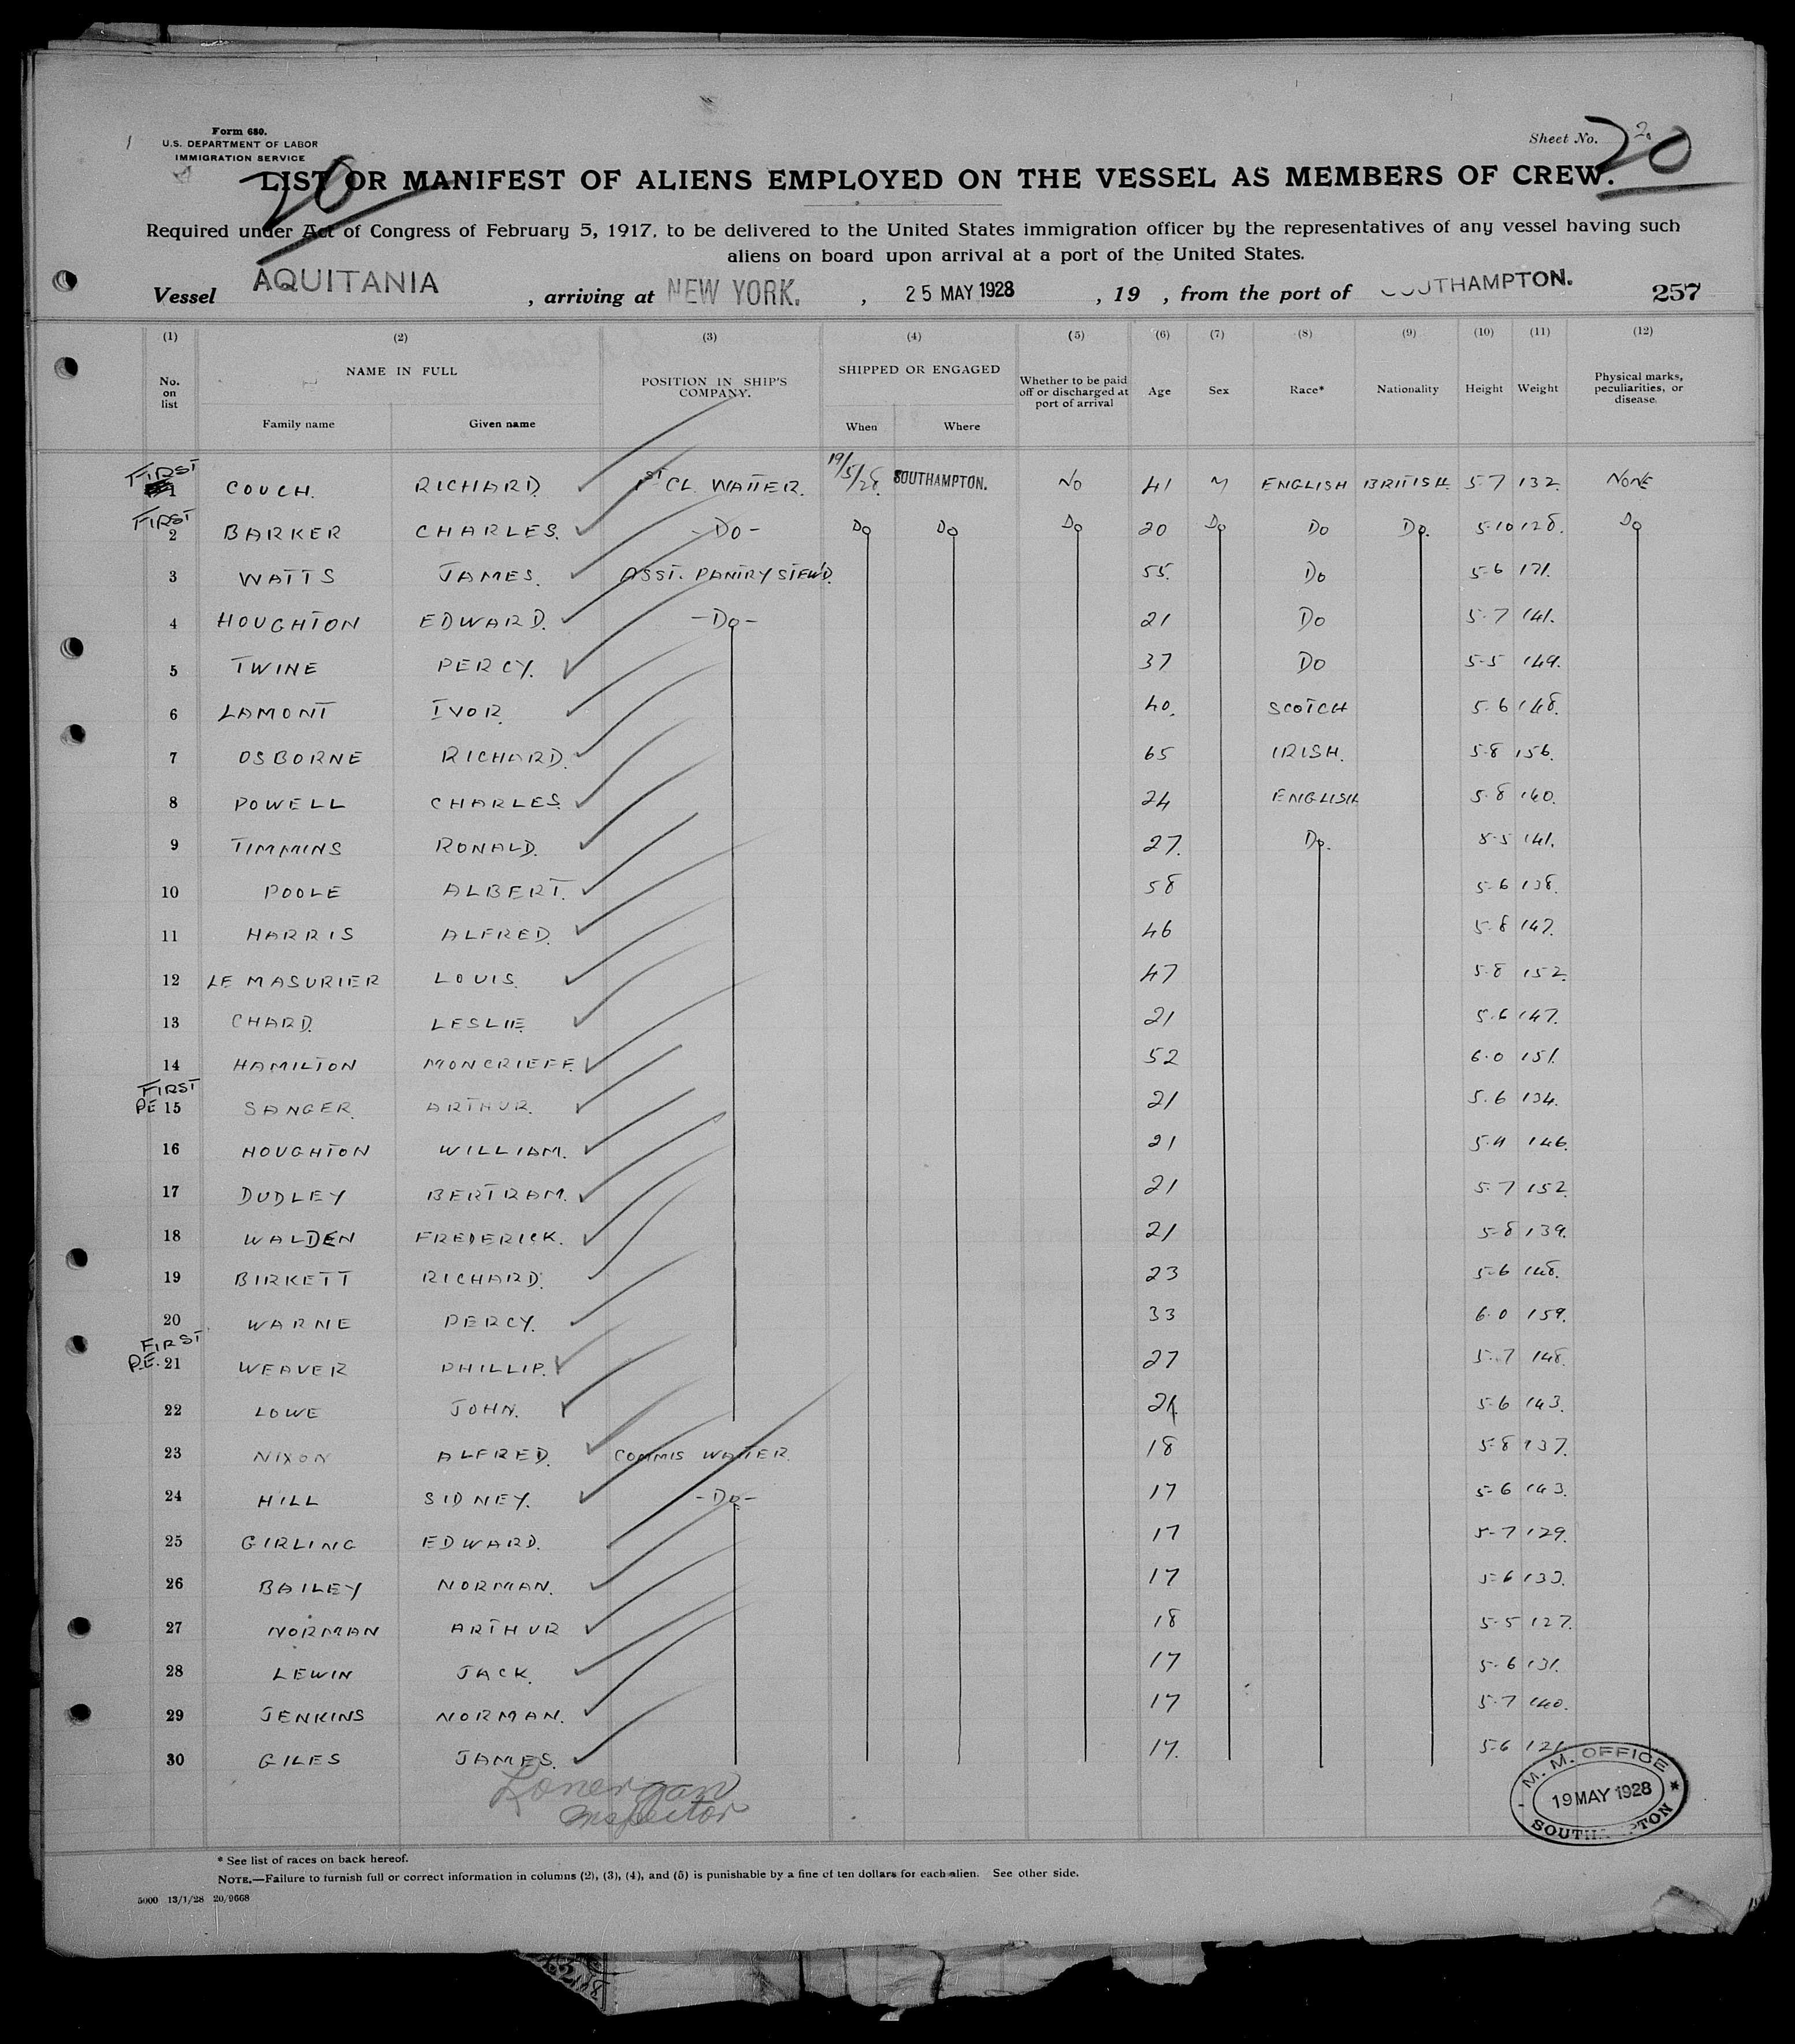 Form 680.
U.S. DEPARTMENT OF LABOR
IMMIGRATION SERVICE
Sheet No. 20
20
LIST OR MANIFEST OF ALIENS EMPLOYED ON THE VESSEL AS MEMBERS OF CREW.
Required under Act of Congress of February 5, 1917, to be delivered to the United States immigration officer by the representatives of any vessel having such
aliens on board upon arrival at a port of the United States.
Vessel AQUITANIA , arriving at NEW YORK. , 25 MAY 1928 , 19 , from the port of SOUTHAMPTON. 257
(1) (2) (3) (4) (5) (6) (7) (8) (9) (10) (11) (12)
No. on list NAME IN FULL Family name Given name POSITION IN SHIP'S COMPANY. SHIPPED OR ENGAGED When Where Whether to be paid off or discharged at port of arrival Age Sex Race* Nationality Height Weight Physical marks, peculiarities, or disease.
FIRST 1 COUCH. RICHARD. 1ST CL. WAITER. 19/5/28. SOUTHAMPTON. NO 41 M ENGLISH BRITISH. 5-7 132. NONE
FIRST 2 BARKER CHARLES. -DO- DO DO DO 20 DO DO DO. 5-10 128. DO
3 WATTS JAMES. ASST. PANTRY STEW'D. 55. DO 5-6 171.
4 HOUGHTON EDWARD. -DO- 21 DO 5-7 141.
5 TWINE PERCY. 37 DO 5-5 149.
6 LAMONT IVOR. 40. SCOTCH 5-6 148.
7 OSBORNE RICHARD. 65 IRISH. 5-8 156.
8 POWELL CHARLES. 24 ENGLISH 5-8 140.
9 TIMMINS RONALD. 27. DO. 5-5 141.
10 POOLE ALBERT. 58 5-6 138.
11 HARRIS ALFRED. 46 5-8 147.
12 LE MASURIER LOUIS. 47 5-8 152.
13 CHARD. LESLIE. 21 5-6 147.
14 HAMILTON MONCRIEFF. 52 6-0 151.
FIRST P.E. 15 SANGER. ARTHUR. 21 5-6 134.
16 HOUGHTON WILLIAM. 21 5-11 146.
17 DUDLEY BERTRAM. 21 5-7 152.
18 WALDEN FREDERICK. 21 5-8 139.
19 BIRKETT RICHARD. 23 5-6 148.
20 WARNE PERCY. 33 6-0 159.
FIRST P.E. 21 WEAVER PHILLIP. 27 5-7 148.
22 LOWE JOHN. 5-6 143.
23 NIXON ALFRED. COMMIS WAITER. 18 5-8 137.
24 HILL SIDNEY. -DO- 17 5-6 143.
25 GIRLING EDWARD. 17 5-7 129.
26 BAILEY NORMAN. 17 5-6 133.
27 NORMAN ARTHUR 18 5-5 127.
28 LEWIN JACK. 17 5-6 131.
29 JENKINS NORMAN. 17 5-7 140.
30 GILES JAMES. 17. 5-6
Lonergan
Inspector
M. M. OFFICE
19 MAY 1928
SOUTHAMPTON
* See list of races on back hereof.
NOTE.—Failure to furnish full or correct information in columns (2), (3), (4), and (5) is punishable by a fine of ten dollars for each alien. See other side.
5000 13/1/28 20/9668